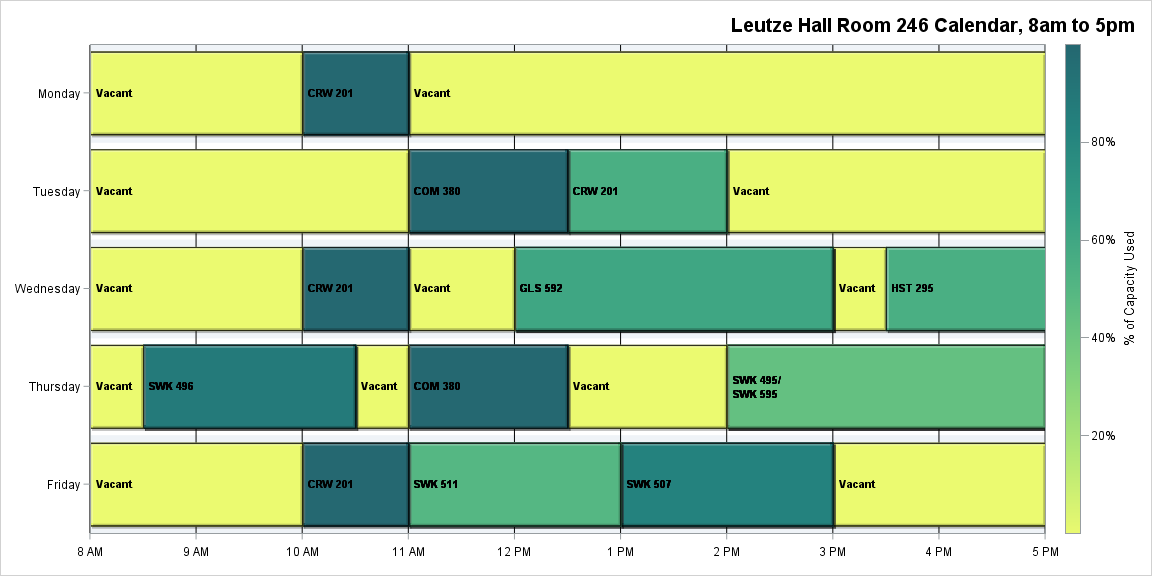 Leutze Hall Room 246 Calendar, 8am to 5pm
Monday
Vacant
CRW 201
Vacant
Tuesday
Vacant
COM 380
CRW 201
Vacant
Wednesday
Vacant
CRW 201
Vacant
GLS 592
Vacant
HST 295
Thursday
Vacant
SWK 496
Vacant
COM 380
Vacant
SWK 495/
SWK 595
Friday
Vacant
CRW 201
SWK 511
SWK 507
Vacant
8 AM
9 AM
10 AM
11 AM
12 PM
1 PM
2 PM
3 PM
4 PM
5 PM
80%
60%
40%
20%
% of Capacity Used